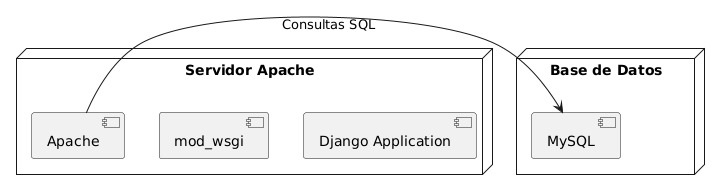 Consultas SQL
Servidor Apache
Base de Datos
Apache
mod_wsgi
Django Application
MySQL